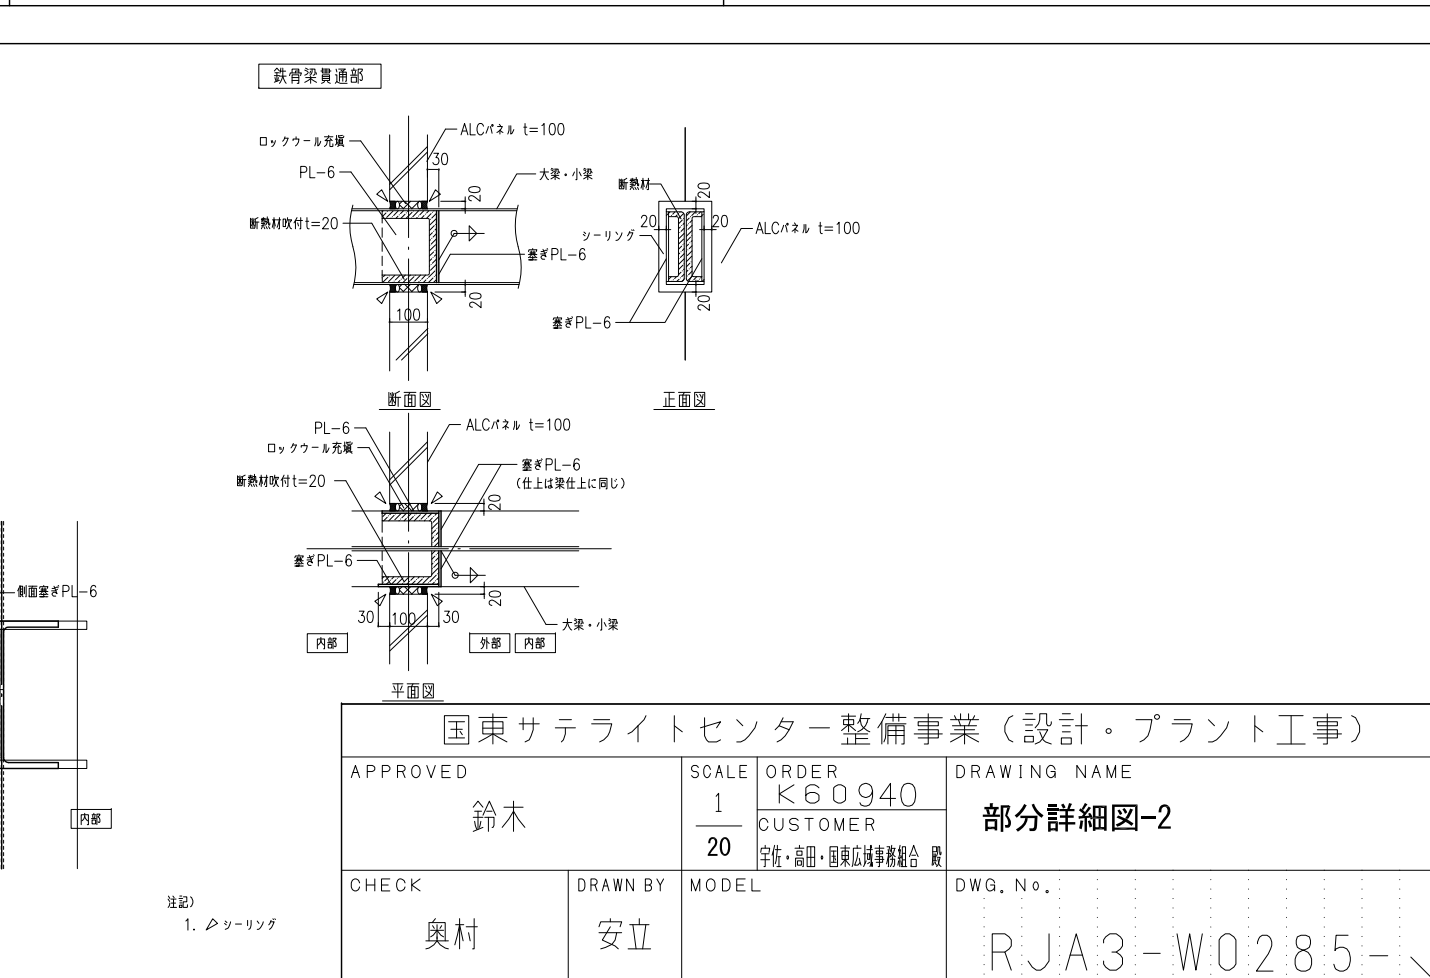 鉄骨梁貫通部
ALCパネル t=100
ロックウール充填
30
PL-6
大梁・小梁
20
断熱材吹付t=20
塞ぎPL-6
20
100
断面図
断熱材
20
20
20
シーリング
ALCパネル t=100
20
塞ぎPL-6
正面図
PL-6
ALCパネル t=100
ロックウール充填
塞ぎPL-6
(仕上は梁仕上に同じ)
断熱材吹付t=20
20
塞ぎPL-6
20
30
100
30
大梁・小梁
内部
外部
内部
平面図
側面塞ぎPL-6
内部
注記)
1. シーリング
国東サテライトセンター整備事業(設計・プラント工事)
APPROVED
鈴木
SCALE
1
20
ORDER
K60940
CUSTOMER
宇佐・高田・国東広域事務組合 殿
DRAWING NAME
部分詳細図-2
CHECK
奥村
DRAWN BY
安立
MODEL
DWG. No.
RJA3-W0285-